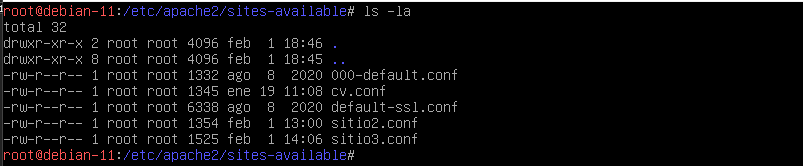 root@debian-11:/etc/apache2/sites-available# ls -la
total 32
drwxr-xr-x 2 root root 4096 feb  1 18:46 .
drwxr-xr-x 8 root root 4096 feb  1 18:45 ..
-rw-r--r-- 1 root root 1332 ago  8  2020 000-default.conf
-rw-r--r-- 1 root root 1345 ene 19 11:08 cv.conf
-rw-r--r-- 1 root root 6338 ago  8  2020 default-ssl.conf
-rw-r--r-- 1 root root 1354 feb  1 13:00 sitio2.conf
-rw-r--r-- 1 root root 1525 feb  1 14:06 sitio3.conf
root@debian-11:/etc/apache2/sites-available#